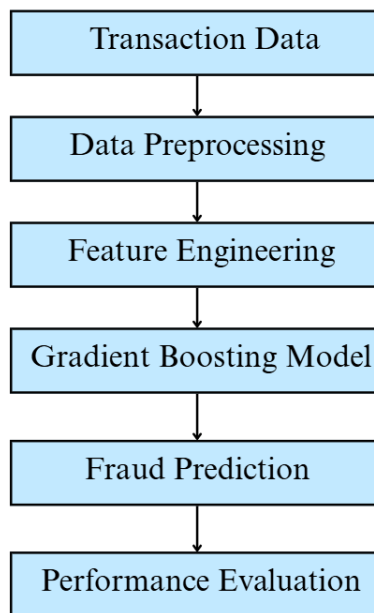 Transaction Data
Data Preprocessing
Feature Engineering
Gradient Boosting Model
Fraud Prediction
Performance Evaluation